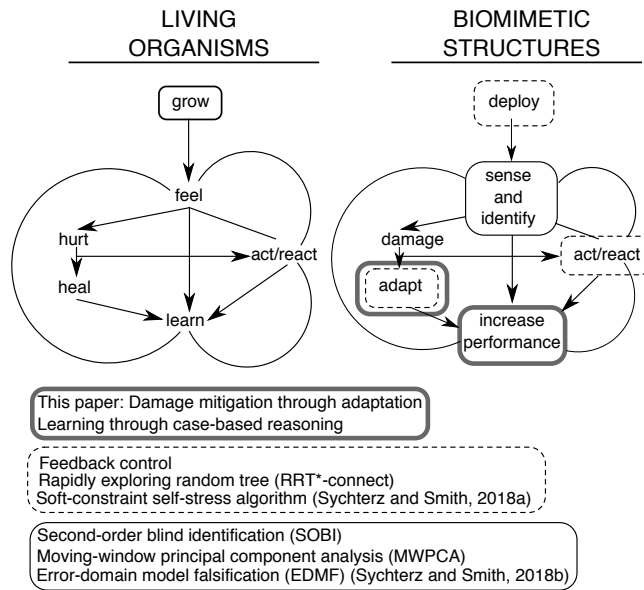 LIVING
ORGANISMS
grow
feel
hurt
act/react
heal
learn
BIOMIMETIC
STRUCTURES
deploy
sense
and
identify
damage
act/react
adapt
increase
performance
This paper: Damage mitigation through adaptation
Learning through case-based reasoning
Feedback control
Rapidly exploring random tree (RRT*-connect)
Soft-constraint self-stress algorithm (Sychterz and Smith, 2018a)
Second-order blind identification (SOBI)
Moving-window principal component analysis (MWPCA)
Error-domain model falsification (EDMF) (Sychterz and Smith, 2018b)